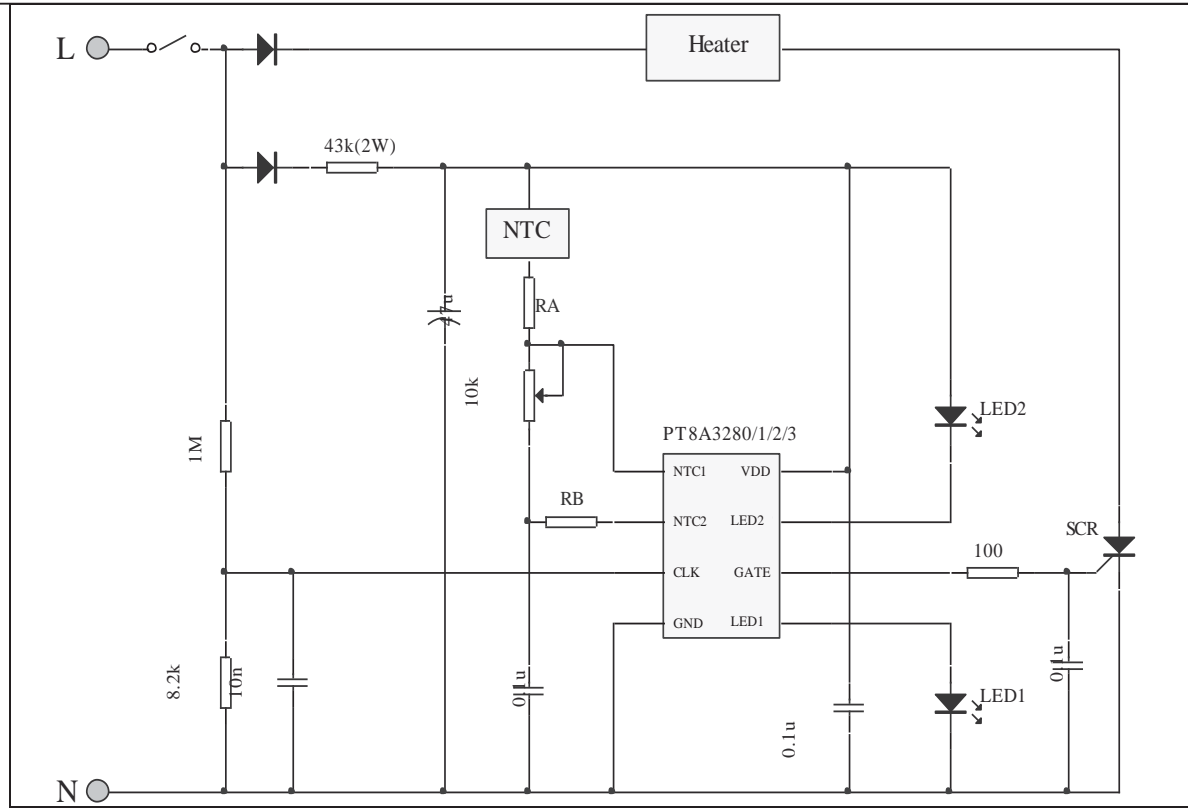 L
Heater
43k(2W)
NTC
RA
47u
10k
LED2
PT8A3280/1/2/3
1M
NTC1
VDD
RB
NTC2
LED2
SCR
100
CLK
GATE
GND
LED1
8.2k
10n
0.1u
0.1u
LED1
0.1u
N